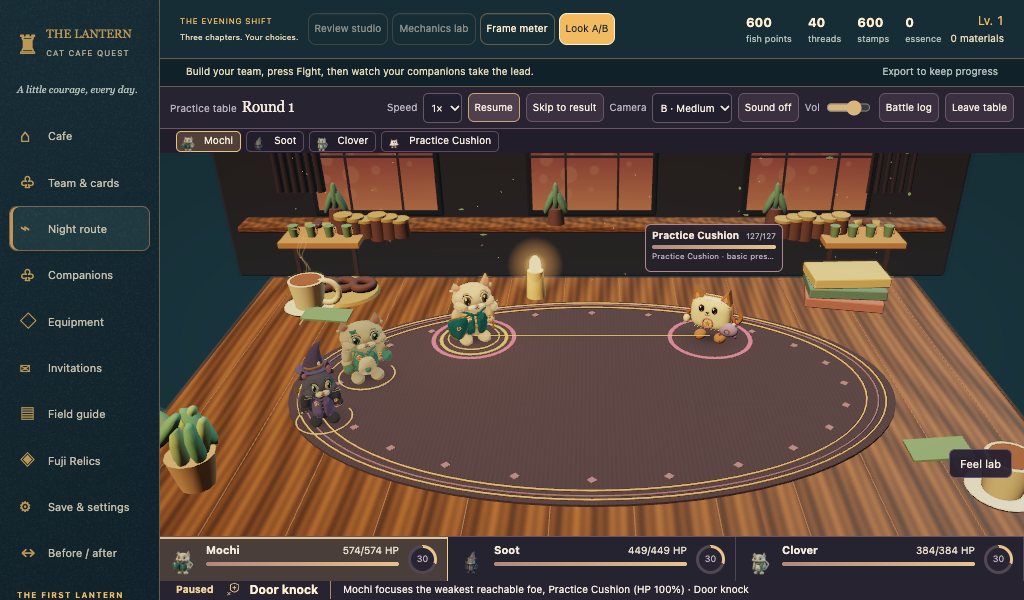 THE LANTERN
CAT CAFE QUEST
A little courage, every day.
Cafe
Team & cards
Night route
Companions
Equipment
Invitations
Field guide
Fuji Relics
Save & settings
Before / after
THE FIRST LANTERN
THE EVENING SHIFT
Three chapters. Your choices.
Review studio
Mechanics lab
Frame meter
Look A/B
600
fish points
40
threads
600
stamps
0
essence
Lv. 1
0 materials
Build your team, press Fight, then watch your companions take the lead.
Export to keep progress
Practice table Round 1
Speed
1x
Resume
Skip to result
Camera
B · Medium
Sound off
Vol
Battle log
Leave table
Mochi
Soot
Clover
Practice Cushion
Practice Cushion 127/127
Practice Cushion · basic pres...
Feel lab
Mochi 574/574 HP
30
Soot 449/449 HP
30
Clover 384/384 HP
30
Paused Door knock
Mochi focuses the weakest reachable foe, Practice Cushion (HP 100%) · Door knock